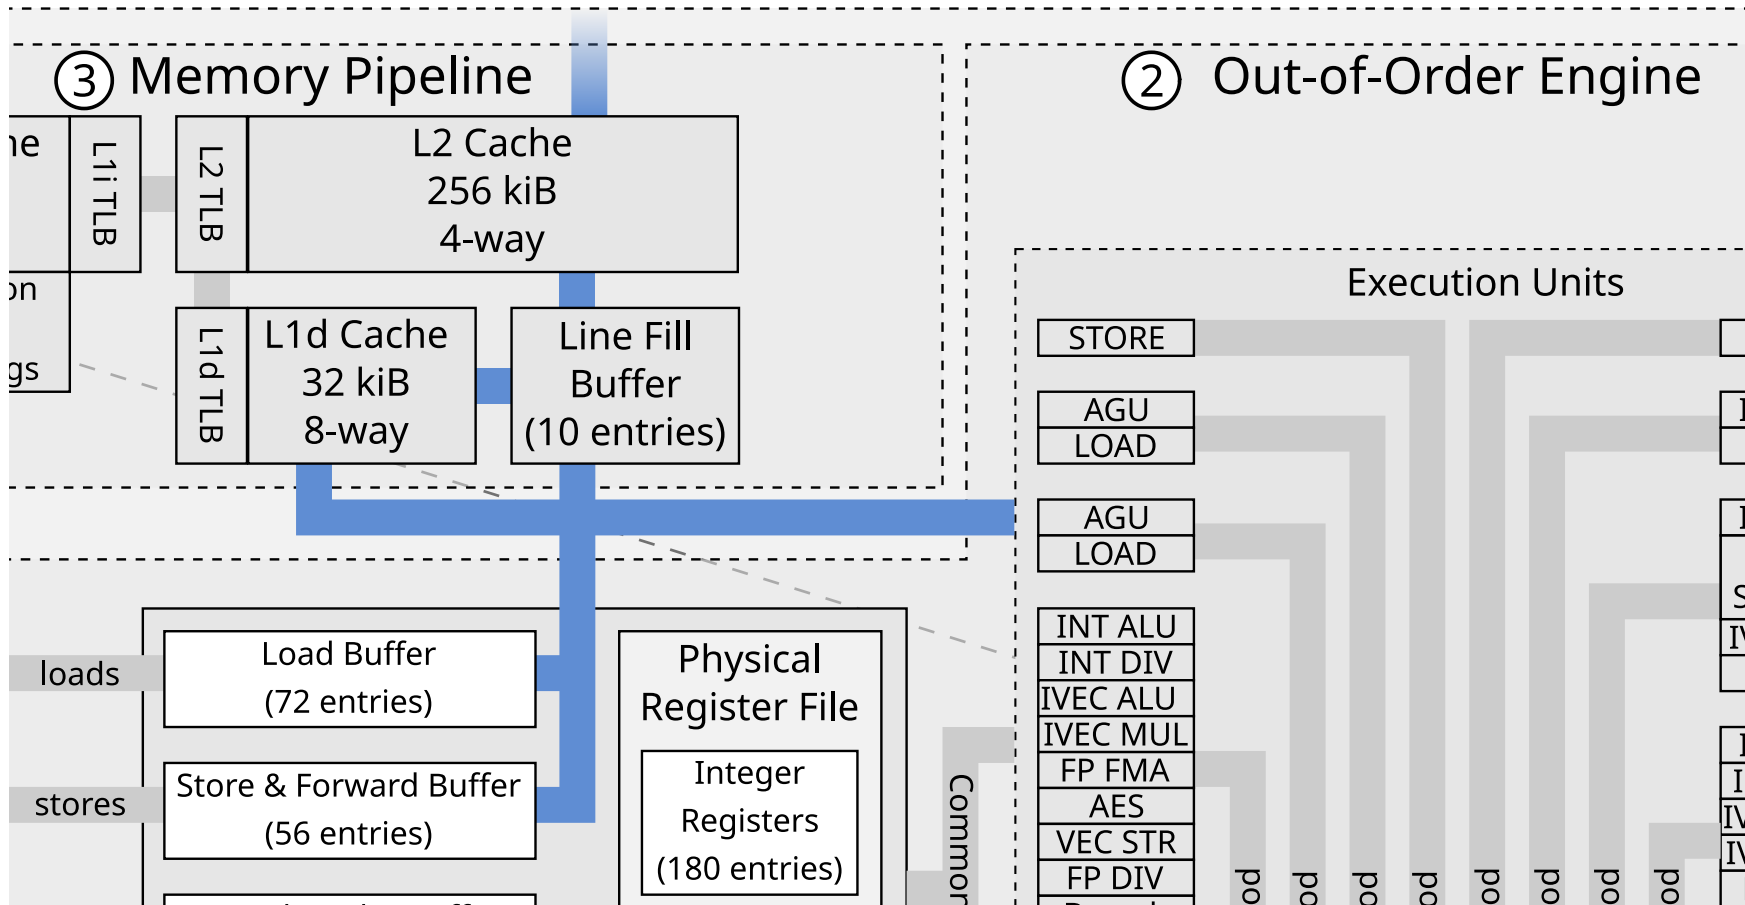 3 Memory Pipeline
2 Out-of-Order Engine
L1i TLB
L2 TLB
L2 Cache
256 kiB
4-way
L1d TLB
L1d Cache
32 kiB
8-way
Line Fill
Buffer
(10 entries)
Execution Units
STORE
AGU
LOAD
AGU
LOAD
INT ALU
INT DIV
IVEC ALU
IVEC MUL
FP FMA
AES
VEC STR
FP DIV
loads
Load Buffer
(72 entries)
stores
Store & Forward Buffer
(56 entries)
Physical
Register File
Integer
Registers
(180 entries)
Common